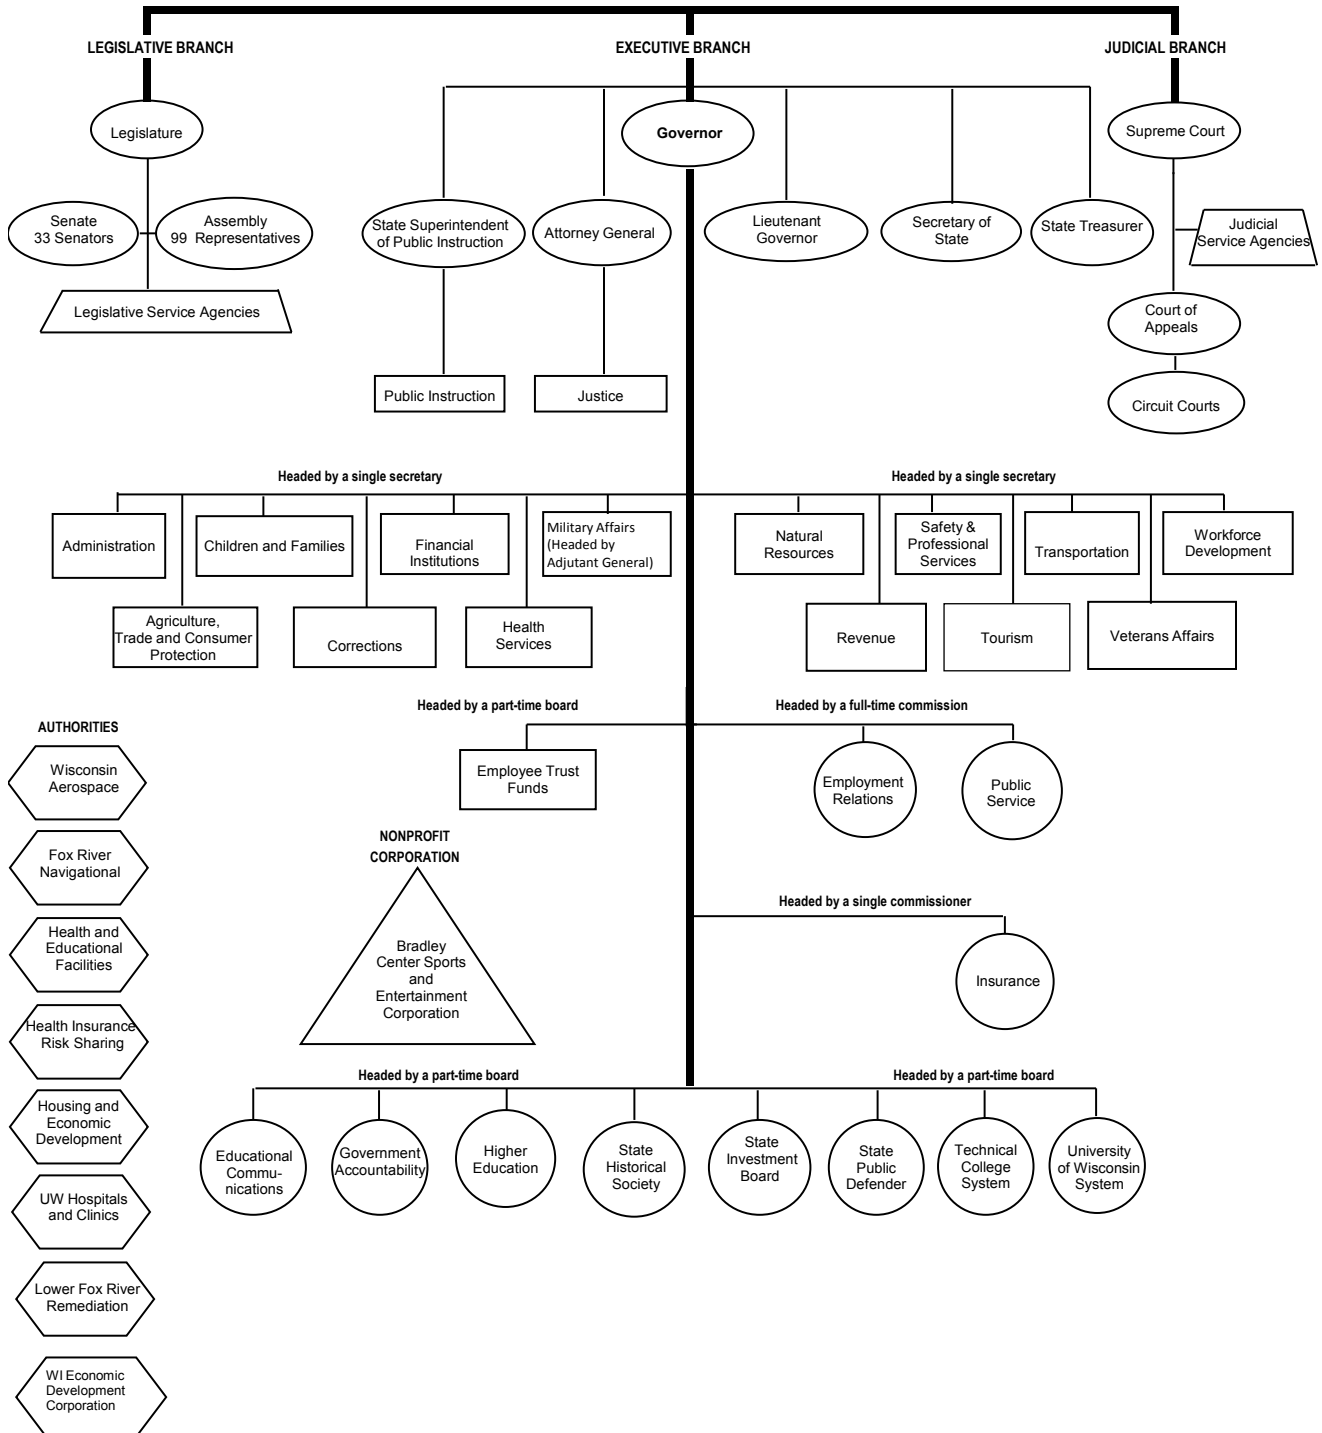 LEGISLATIVE BRANCH
EXECUTIVE BRANCH
JUDICIAL BRANCH
Legislature
Governor
Supreme Court
Senate
33 Senators
Assembly
99 Representatives
State Superintendent
of Public Instruction
Attorney General
Lieutenant
Governor
Secretary of
State
State Treasurer
Judicial
Service Agencies
Legislative Service Agencies
Court of
Appeals
Public Instruction
Justice
Circuit Courts
Headed by a single secretary
Headed by a single secretary
Administration
Children and Families
Financial
Institutions
Military Affairs
(Headed by
Adjutant General)
Natural
Resources
Safety &
Professional
Services
Transportation
Workforce
Development
Agriculture,
Trade and Consumer
Protection
Corrections
Health
Services
Revenue
Tourism
Veterans Affairs
Headed by a part-time board
Headed by a full-time commission
Employee Trust
Funds
Employment
Relations
Public
Service
AUTHORITIES
Wisconsin
Aerospace
Fox River
Navigational
Health and
Educational
Facilities
Health Insurance
Risk Sharing
Housing and
Economic
Development
UW Hospitals
and Clinics
Lower Fox River
Remediation
WI Economic
Development
Corporation
NONPROFIT
CORPORATION
Bradley
Center Sports
and
Entertainment
Corporation
Headed by a single commissioner
Insurance
Headed by a part-time board
Headed by a part-time board
Educational
Commu-
nications
Government
Accountability
Higher
Education
State
Historical
Society
State
Investment
Board
State
Public
Defender
Technical
College
System
University
of Wisconsin
System